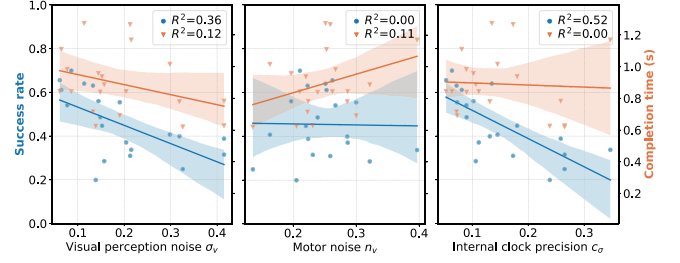 R²=0.36
R²=0.12
R²=0.00
R²=0.11
R²=0.52
R²=0.00
Success rate
1.0
0.8
0.6
0.4
0.2
0.0
Completion time (s)
1.2
1.0
0.8
0.6
0.4
0.2
0.1 0.2 0.3 0.4
0.2 0.3 0.4
0.1 0.2 0.3
Visual perception noise σᵥ
Motor noise nᵥ
Internal clock precision c_σ